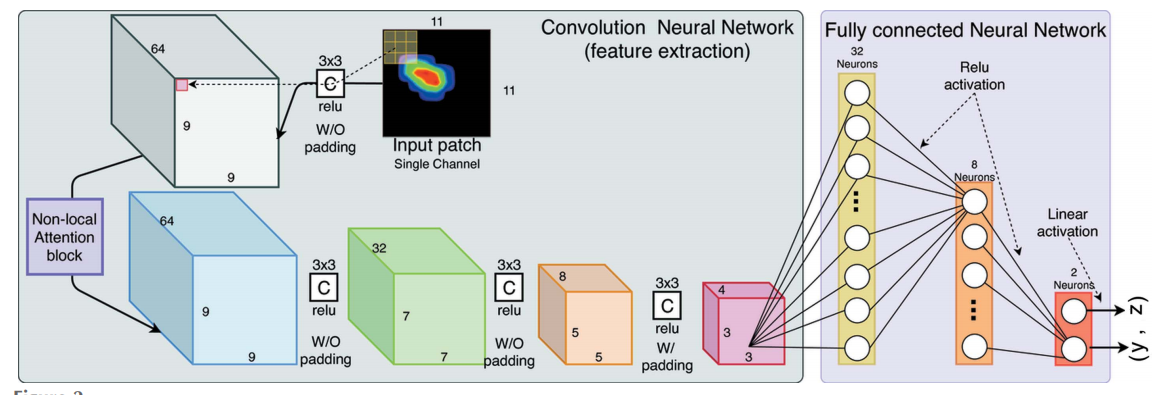 Convolution Neural Network
(feature extraction)
64
9
9
3x3
C
relu
W/O
padding
11
11
Input patch
Single Channel
Non-local
Attention
block
64
9
9
3x3
C
relu
W/O
padding
32
7
7
3x3
C
relu
W/O
padding
8
5
5
3x3
C
relu
W/
padding
4
3
3
Fully connected Neural Network
32
Neurons
Relu
activation
8
Neurons
Linear
activation
2
Neurons
(y , z)